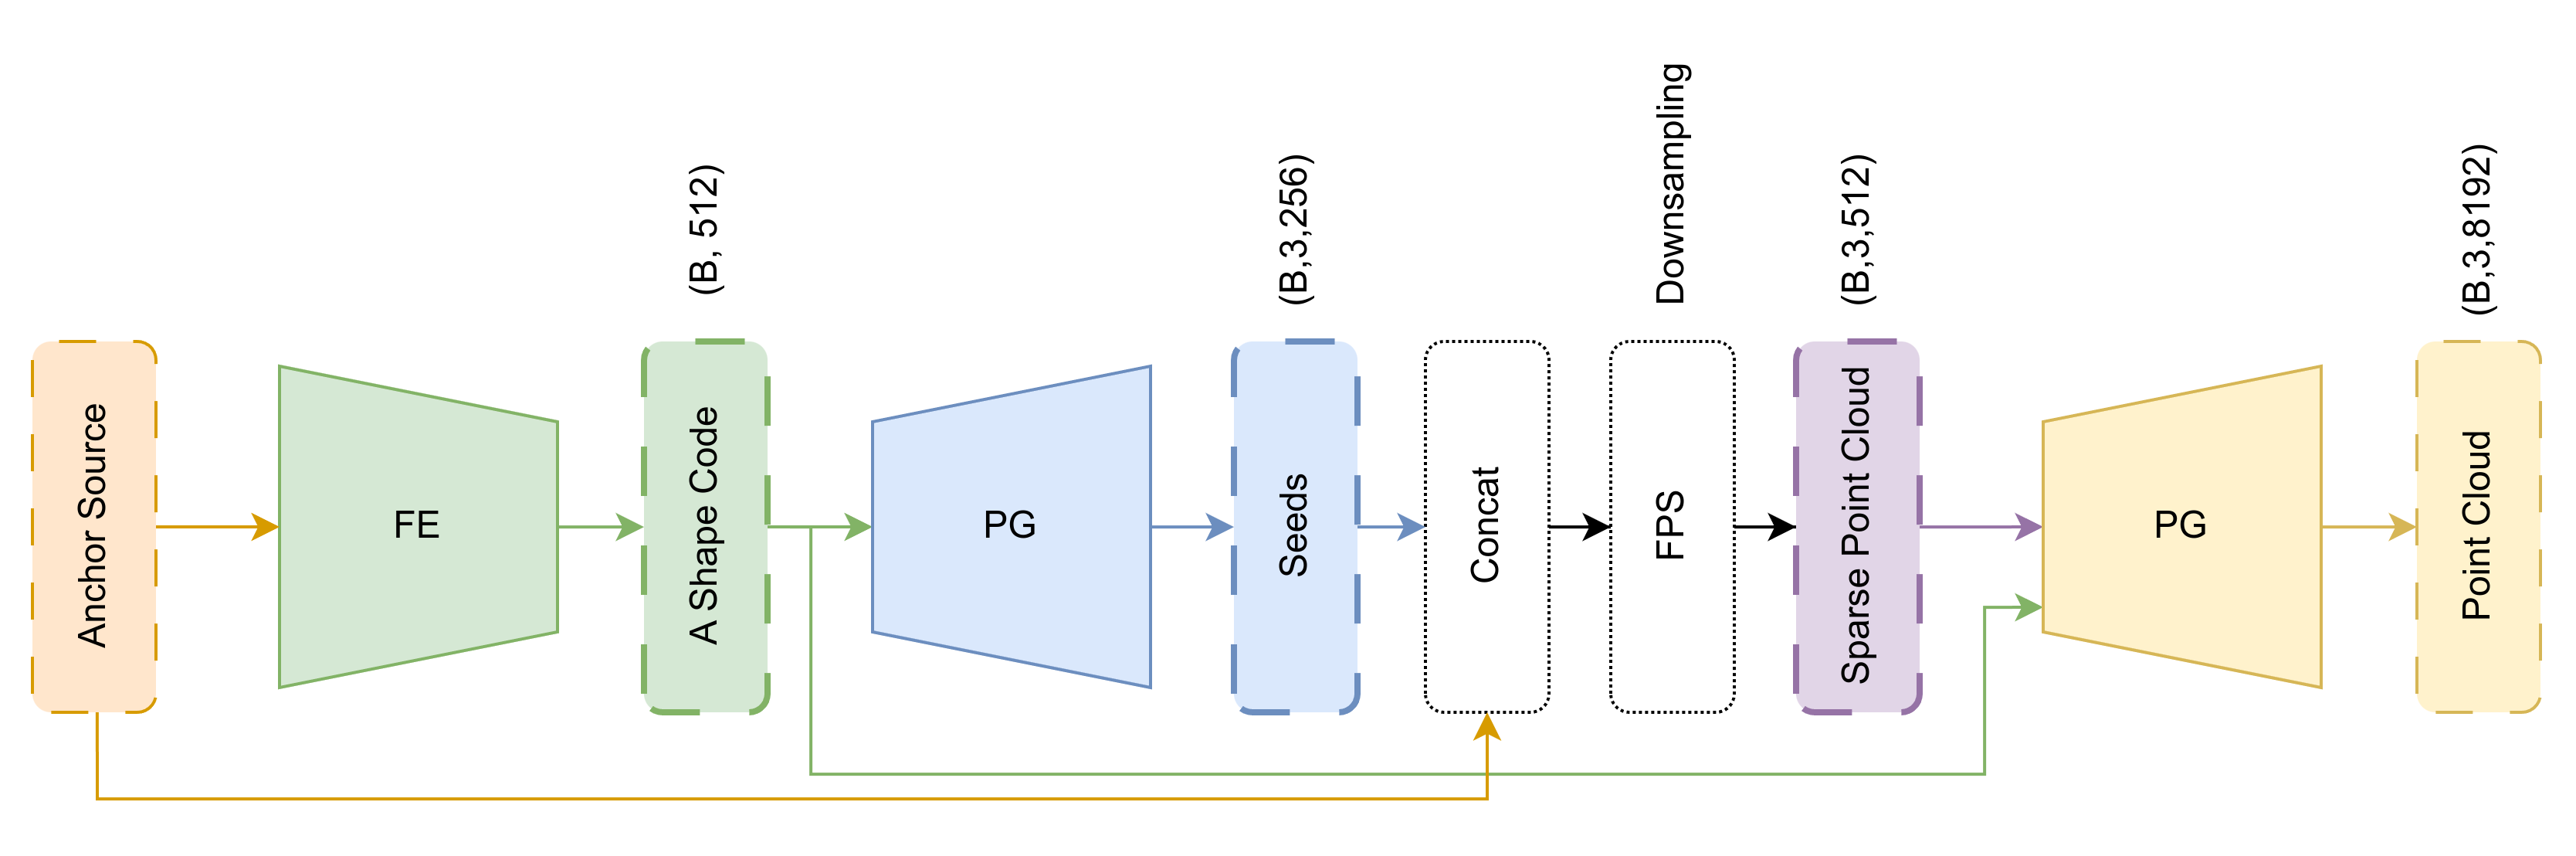 Anchor Source
FE
(B, 512)
A Shape Code
PG
(B,3,256)
Seeds
Concat
Downsampling
FPS
(B,3,512)
Sparse Point Cloud
PG
(B,3,8192)
Point Cloud